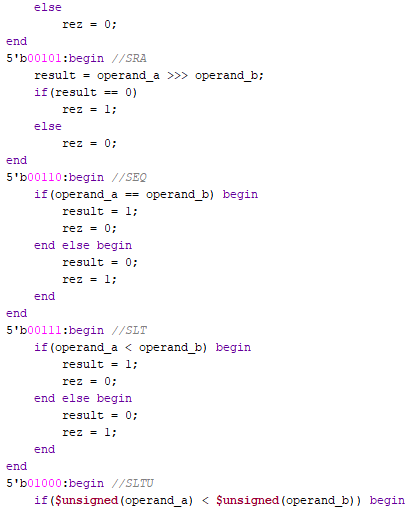 else
rez = 0;
end
5'b00101:begin //SRA
result = operand_a >>> operand_b;
if(result == 0)
rez = 1;
else
rez = 0;
end
5'b00110:begin //SEQ
if(operand_a == operand_b) begin
result = 1;
rez = 0;
end else begin
result = 0;
rez = 1;
end
end
5'b00111:begin //SLT
if(operand_a < operand_b) begin
result = 1;
rez = 0;
end else begin
result = 0;
rez = 1;
end
end
5'b01000:begin //SLTU
if($unsigned(operand_a) < $unsigned(operand_b)) begin